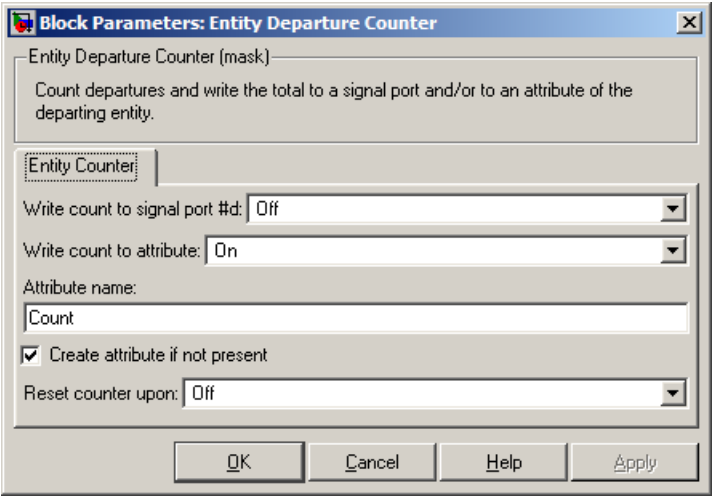 Block Parameters: Entity Departure Counter
Entity Departure Counter (mask)
Count departures and write the total to a signal port and/or to an attribute of the
departing entity.
Entity Counter
Write count to signal port #d: Off
Write count to attribute: On
Attribute name:
Count
Create attribute if not present
Reset counter upon: Off
OK Cancel Help Apply